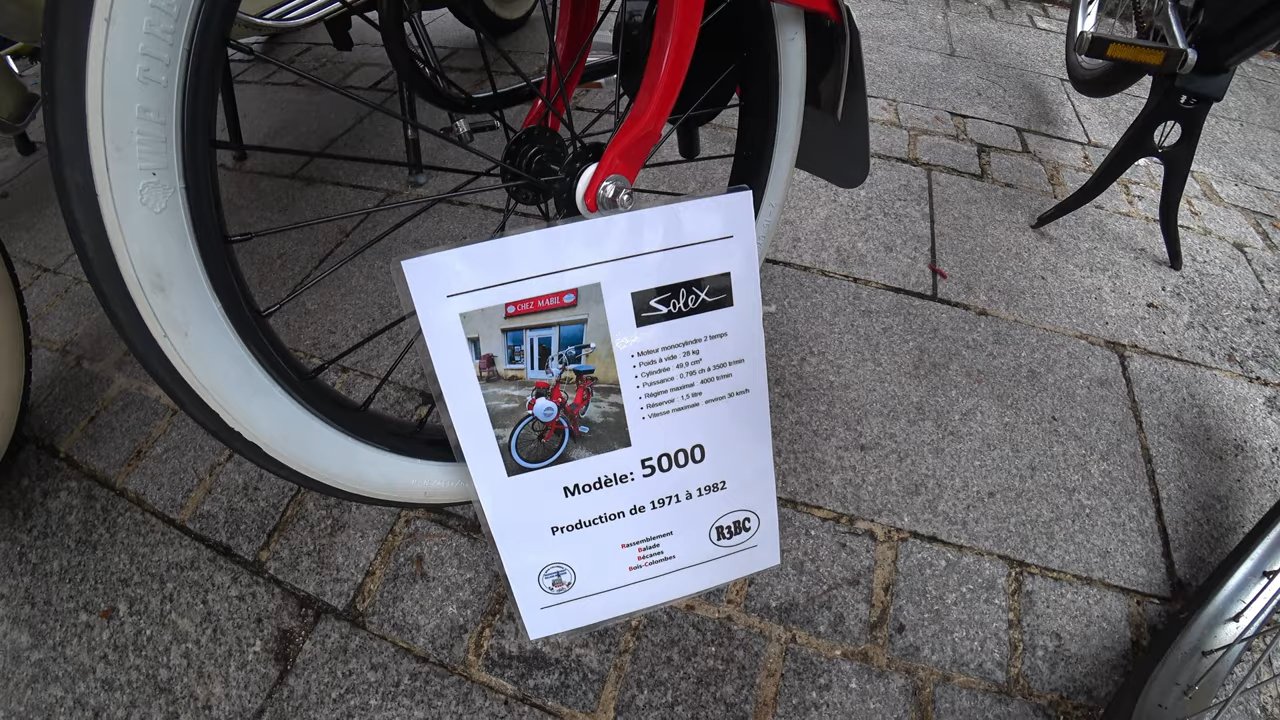 VIP TIRE
CHEZ MABIL
Solex
• Moteur monocylindre 2 temps
• Poids à vide : 28 kg
• Cylindrée : 49,9 cm³
• Puissance : 0,795 ch à 3500 tr/min
• Régime maximal : 4000 tr/min
• Réservoir : 1,5 litre
• Vitesse maximale : environ 30 km/h
Modèle: 5000
Production de 1971 à 1982
Rassemblement
Balade
Bécanes
Bois-Colombes
R3BC